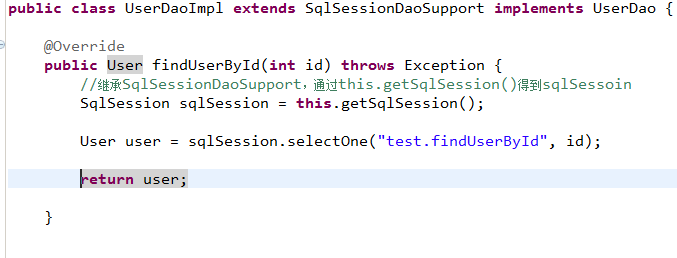 public class UserDaoImpl extends SqlSessionDaoSupport implements UserDao {
@Override
public User findUserById(int id) throws Exception {
//继承SqlSessionDaoSupport，通过this.getSqlSession()得到sqlSessoin
SqlSession sqlSession = this.getSqlSession();
User user = sqlSession.selectOne("test.findUserById", id);
return user;
}